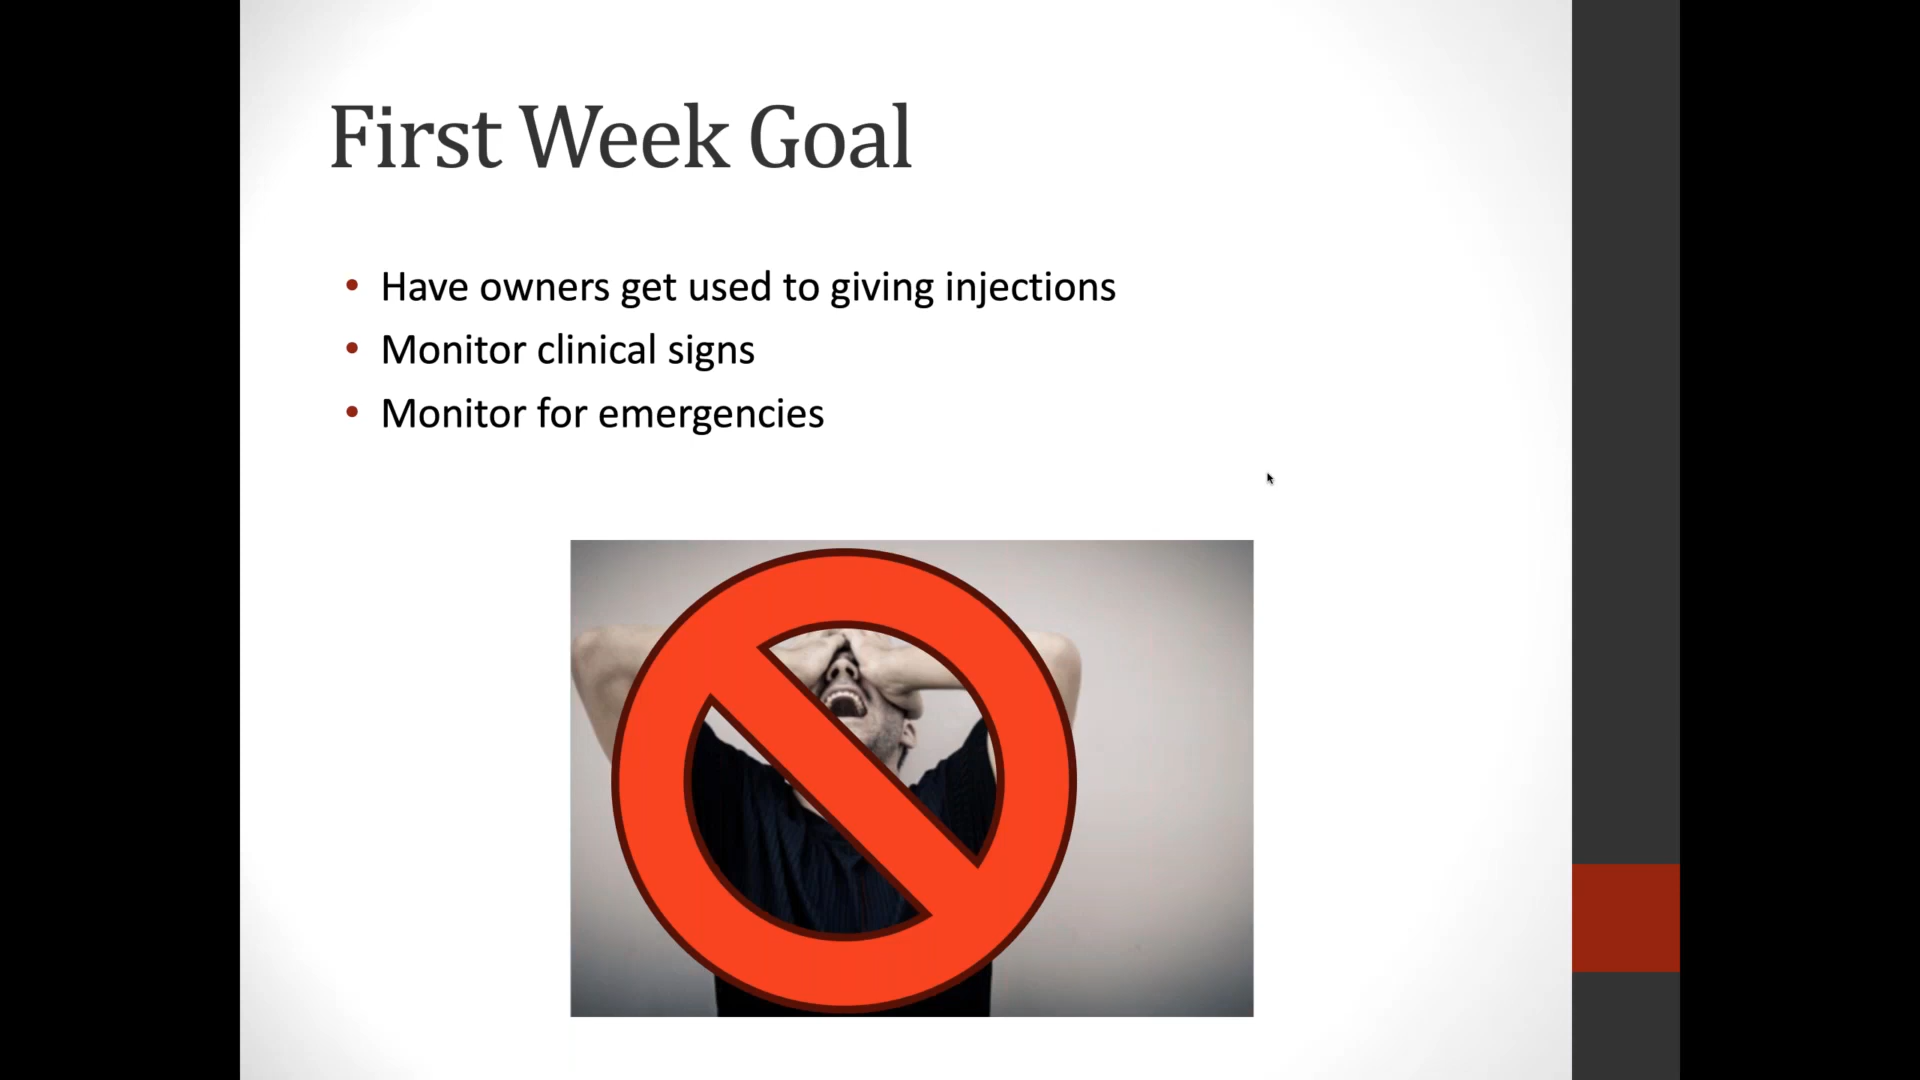 First Week Goal
• Have owners get used to giving injections
• Monitor clinical signs
• Monitor for emergencies